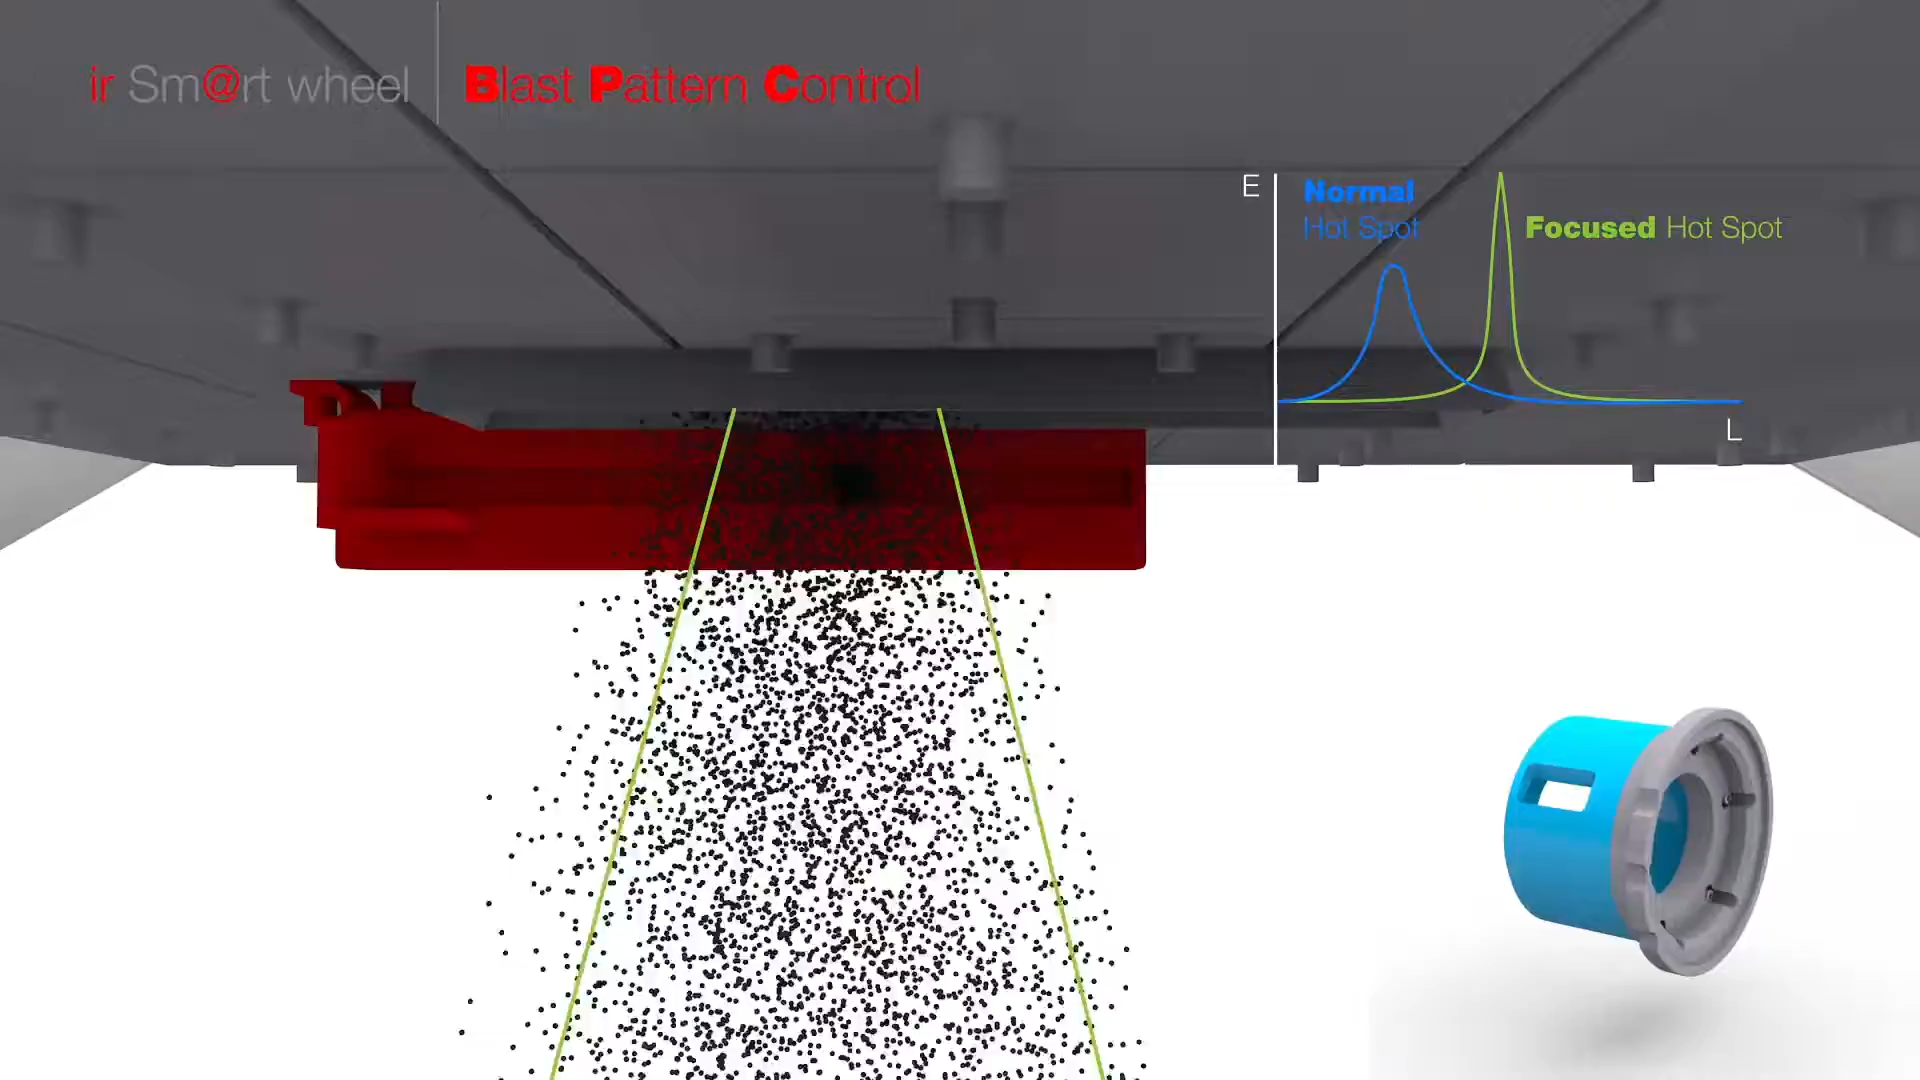 ir Sm@rt wheel
Blast Pattern Control
E
Normal
Hot Spot
Focused Hot Spot
L